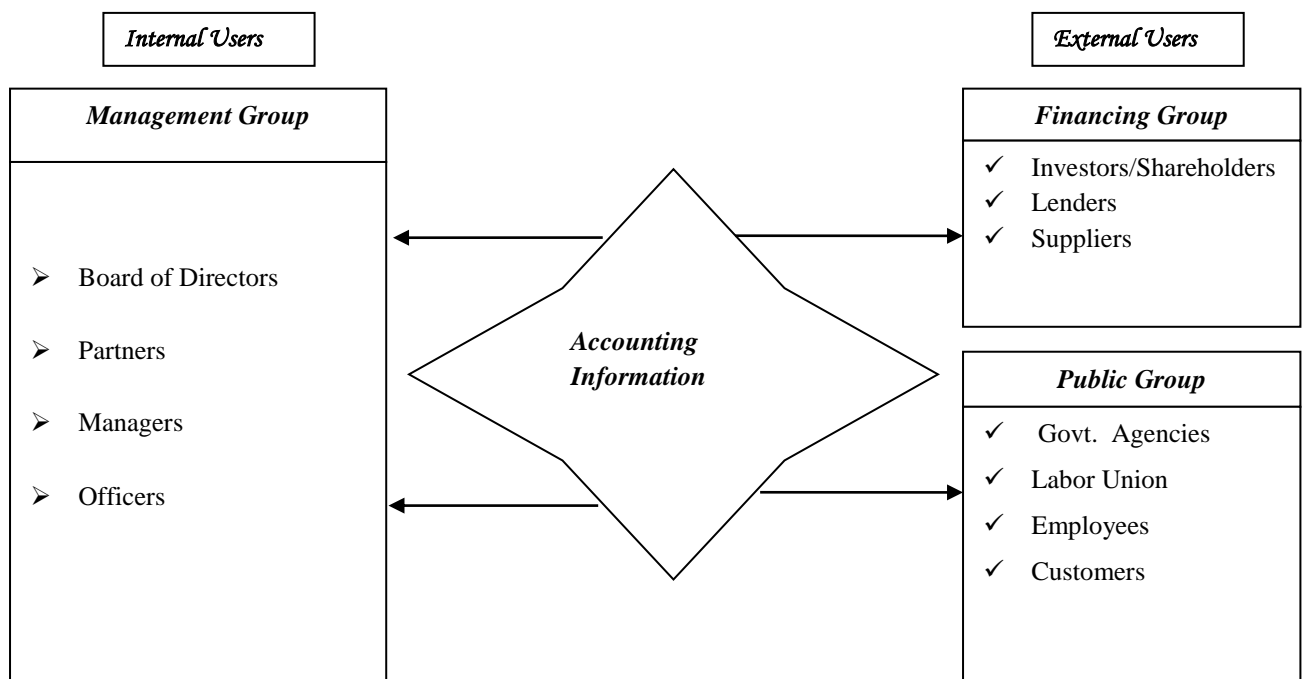 Internal Users
Management Group
➢ Board of Directors
➢ Partners
➢ Managers
➢ Officers
Accounting
Information
External Users
Financing Group
✓ Investors/Shareholders
✓ Lenders
✓ Suppliers
Public Group
✓ Govt. Agencies
✓ Labor Union
✓ Employees
✓ Customers